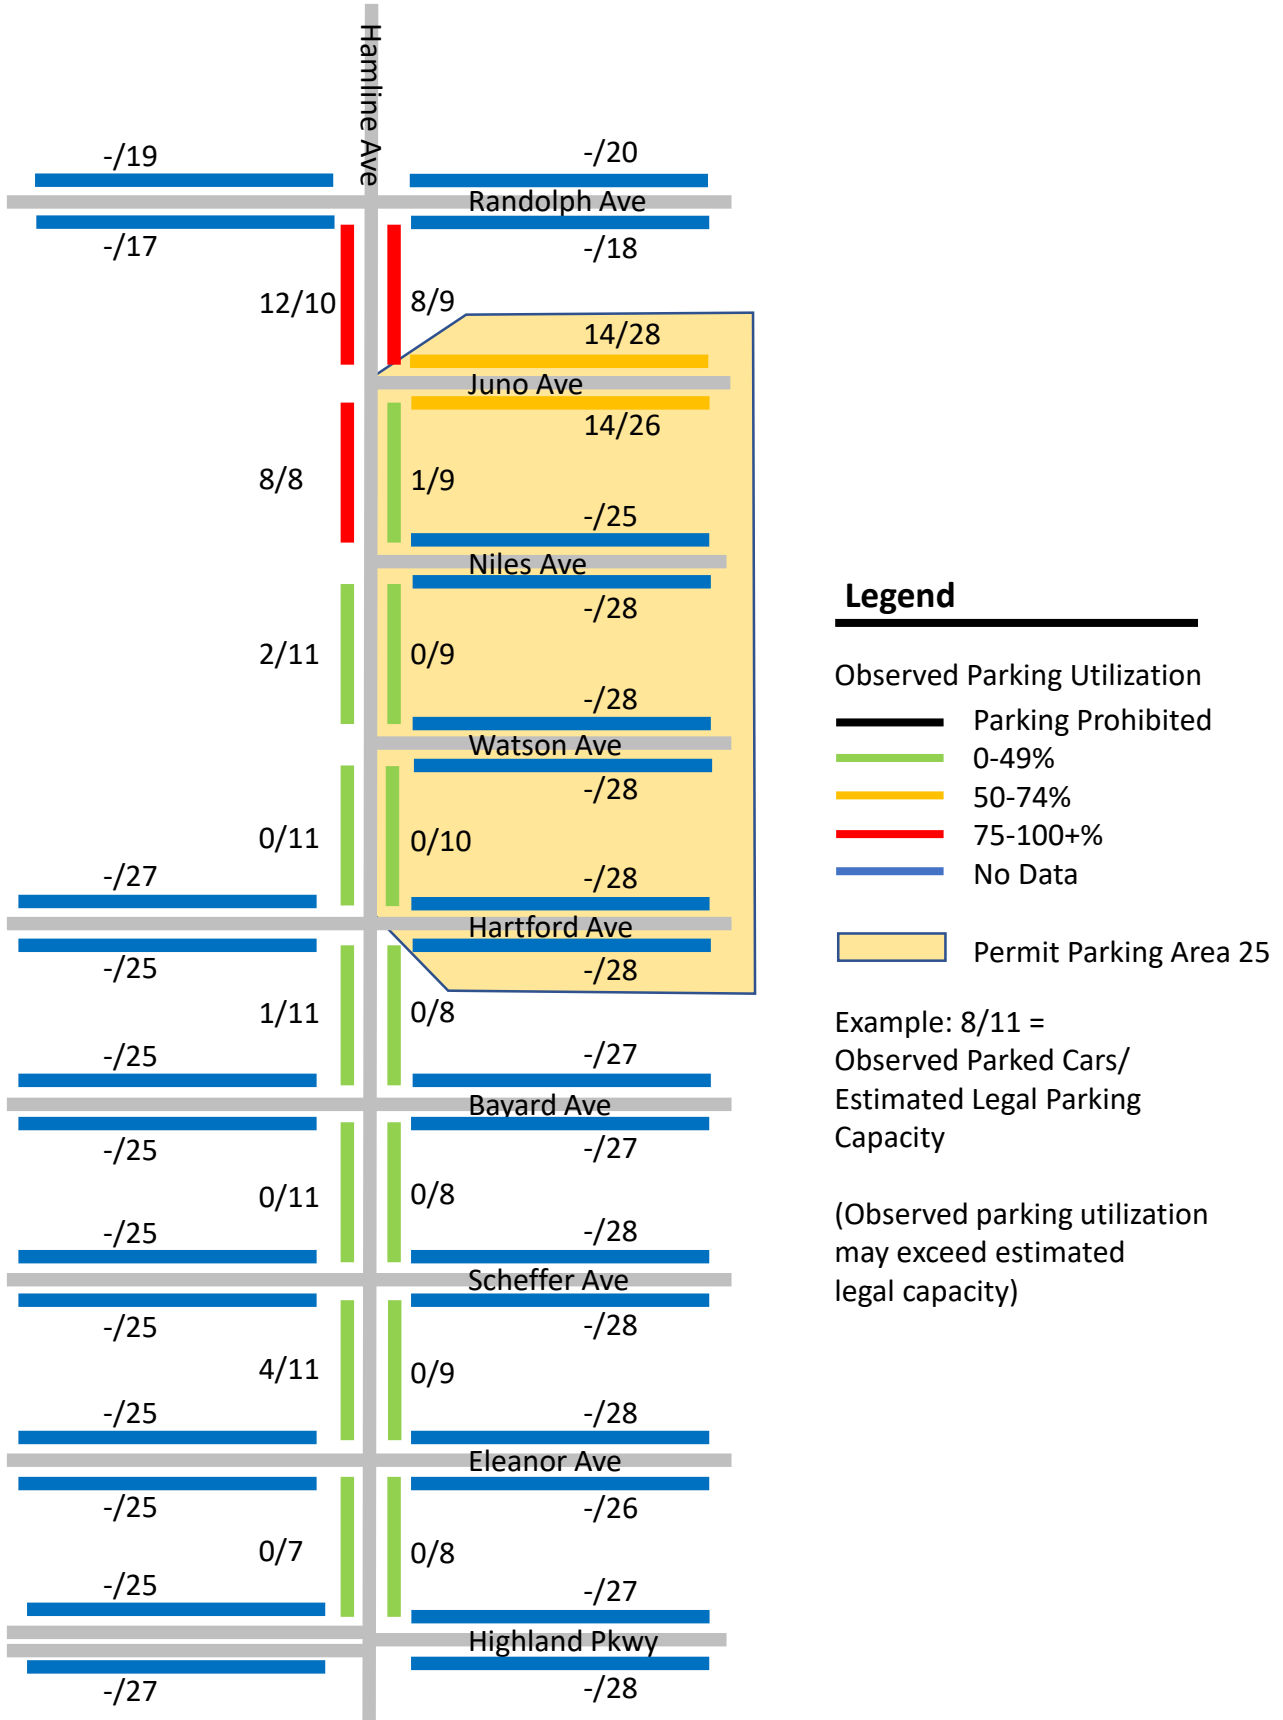 Hamline Ave
-/19
-/20
Randolph Ave
-/17
-/18
12/10
8/9
14/28
Juno Ave
14/26
8/8
1/9
-/25
Niles Ave
-/28
2/11
0/9
-/28
Watson Ave
-/28
0/11
0/10
-/27
-/28
Hartford Ave
-/25
-/28
1/11
0/8
-/25
-/27
Bayard Ave
-/25
-/27
0/11
0/8
-/25
-/28
Scheffer Ave
-/25
-/28
4/11
0/9
-/25
-/28
Eleanor Ave
-/25
-/26
0/7
0/8
-/25
-/27
Highland Pkwy
-/27
-/28
Legend
Observed Parking Utilization
Parking Prohibited
0-49%
50-74%
75-100+%
No Data
Permit Parking Area 25
Example: 8/11 =
Observed Parked Cars/
Estimated Legal Parking
Capacity
(Observed parking utilization
may exceed estimated
legal capacity)